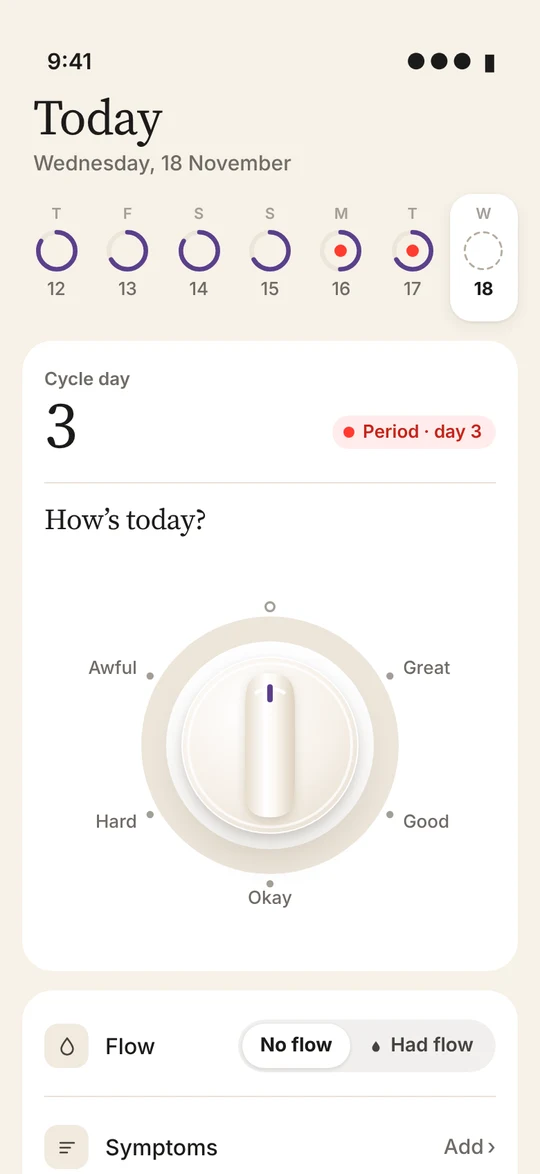 9:41
Today
Wednesday, 18 November
T F S S M T W
12 13 14 15 16 17 18
Cycle day
3
Period · day 3
How’s today?
Awful
Great
Hard
Good
Okay
Flow
No flow
Had flow
Symptoms
Add ›